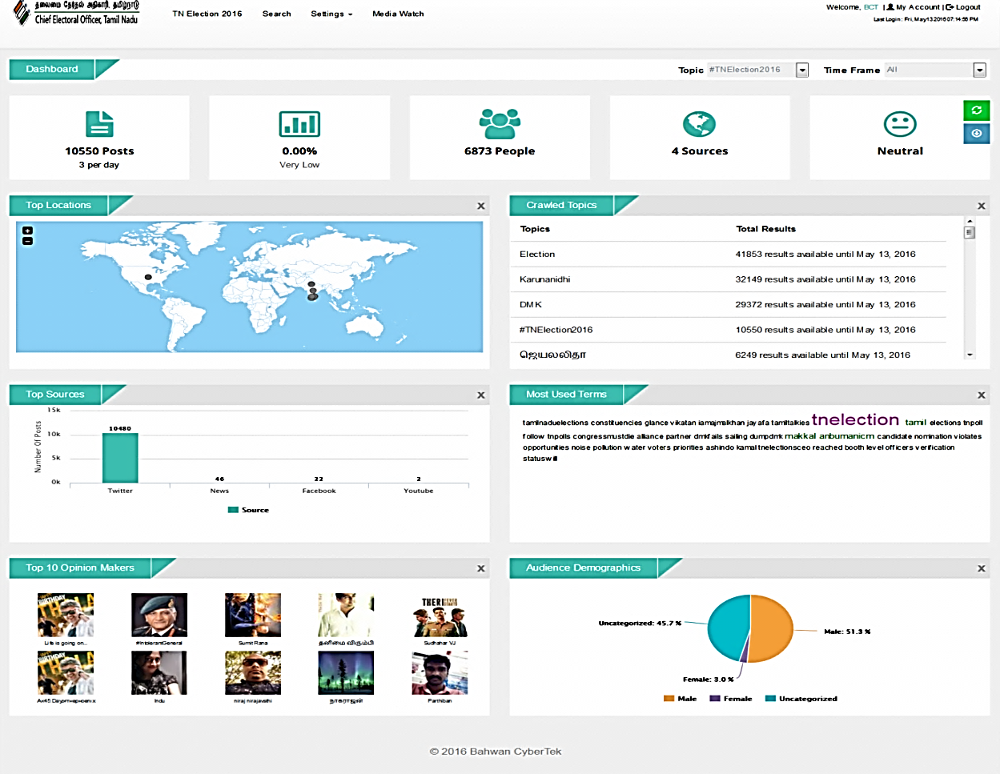 தலைமை தேர்தல் அதிகாரி, தமிழ்நாடு
Chief Electoral Officer, Tamil Nadu
TN Election 2016 Search Settings Media Watch
Welcome, BCT | My Account | Logout
Last Login : Fri, May 13 2016 07:14:56 PM
Dashboard
Topic #TNElection2016 Time Frame All
10550 Posts
3 per day
0.00%
Very Low
6873 People
4 Sources
Neutral
Top Locations x
+
-
Crawled Topics x
Topics Total Results
Election 41853 results available until May 13, 2016
Karunanidhi 32149 results available until May 13, 2016
DMK 29372 results available until May 13, 2016
#TNElection2016 10550 results available until May 13, 2016
ஜெயலலிதா 6249 results available until May 13, 2016
Top Sources x
Number Of Posts
15k
10k
5k
0k
10480
46
22
2
Twitter News Facebook Youtube
Source
Most Used Terms x
tamilnaduelections constituencies glance vikatan iamajmalkhan jayafa tamiltalkies tnelection tamil elections tnpoll
follow tnpolls congressmustdie alliance partner dmkfails sailing dumpdmk makkal anbumanicm candidate nomination violates
opportunities noise pollution water voters priorities ashindo kamal tnelectionsceo reached booth level officers verification
statuswill
Top 10 Opinion Makers x
BIRTHDAY
THERI
Life is going on...
#IntolerantGeneral
Sumit Rana
தனிமை விரும்பி
Sudhahar VJ
BIRTHDAY
Indu
niraj nirajavathi
நாகராஜன்
Parthiban
Audience Demographics x
Uncategorized: 45.7 %
Male: 51.3 %
Female: 3.0 %
Male Female Uncategorized
© 2016 Bahwan CyberTek